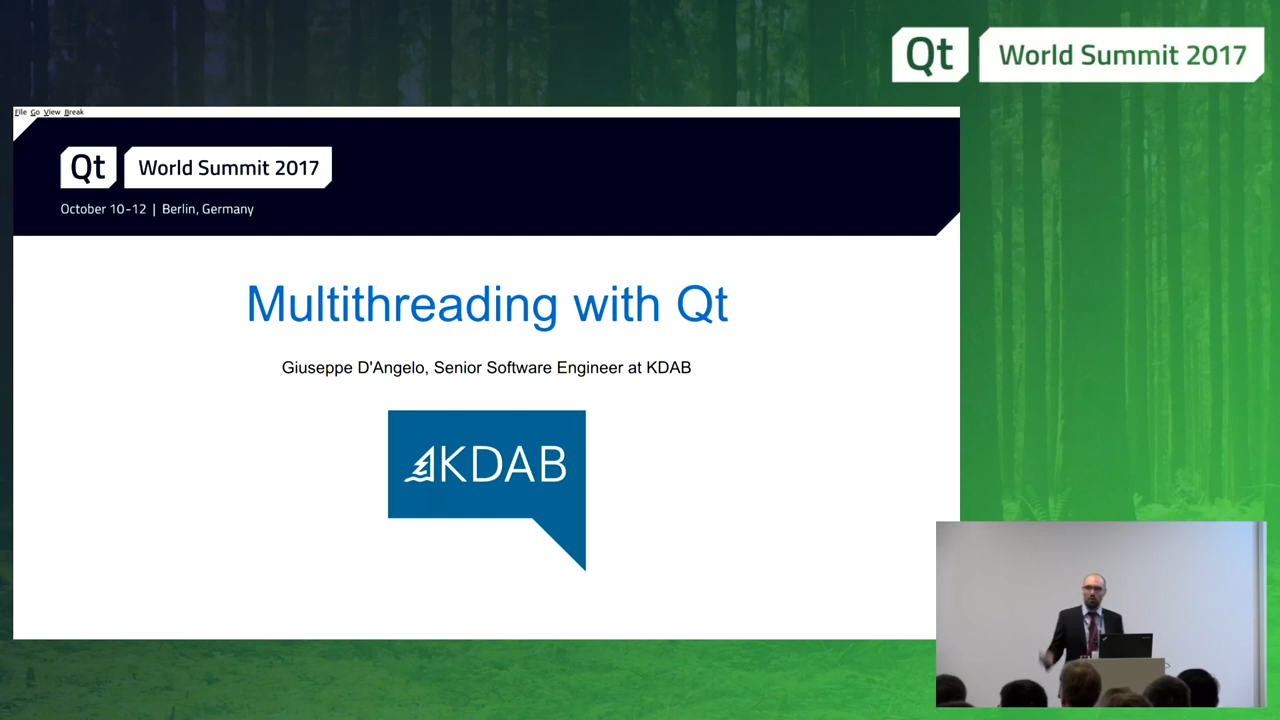 Qt World Summit 2017
File Go View Break
Qt World Summit 2017
October 10-12 | Berlin, Germany
Multithreading with Qt
Giuseppe D'Angelo, Senior Software Engineer at KDAB
KDAB